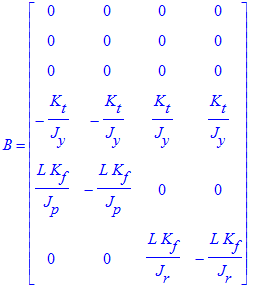 B = \begin{bmatrix} 0 & 0 & 0 & 0 \\ 0 & 0 & 0 & 0 \\ 0 & 0 & 0 & 0 \\ -\frac{K_t}{J_y} & -\frac{K_t}{J_y} & \frac{K_t}{J_y} & \frac{K_t}{J_y} \\ \frac{L K_f}{J_p} & -\frac{L K_f}{J_p} & 0 & 0 \\ 0 & 0 & \frac{L K_f}{J_r} & -\frac{L K_f}{J_r} \end{bmatrix}